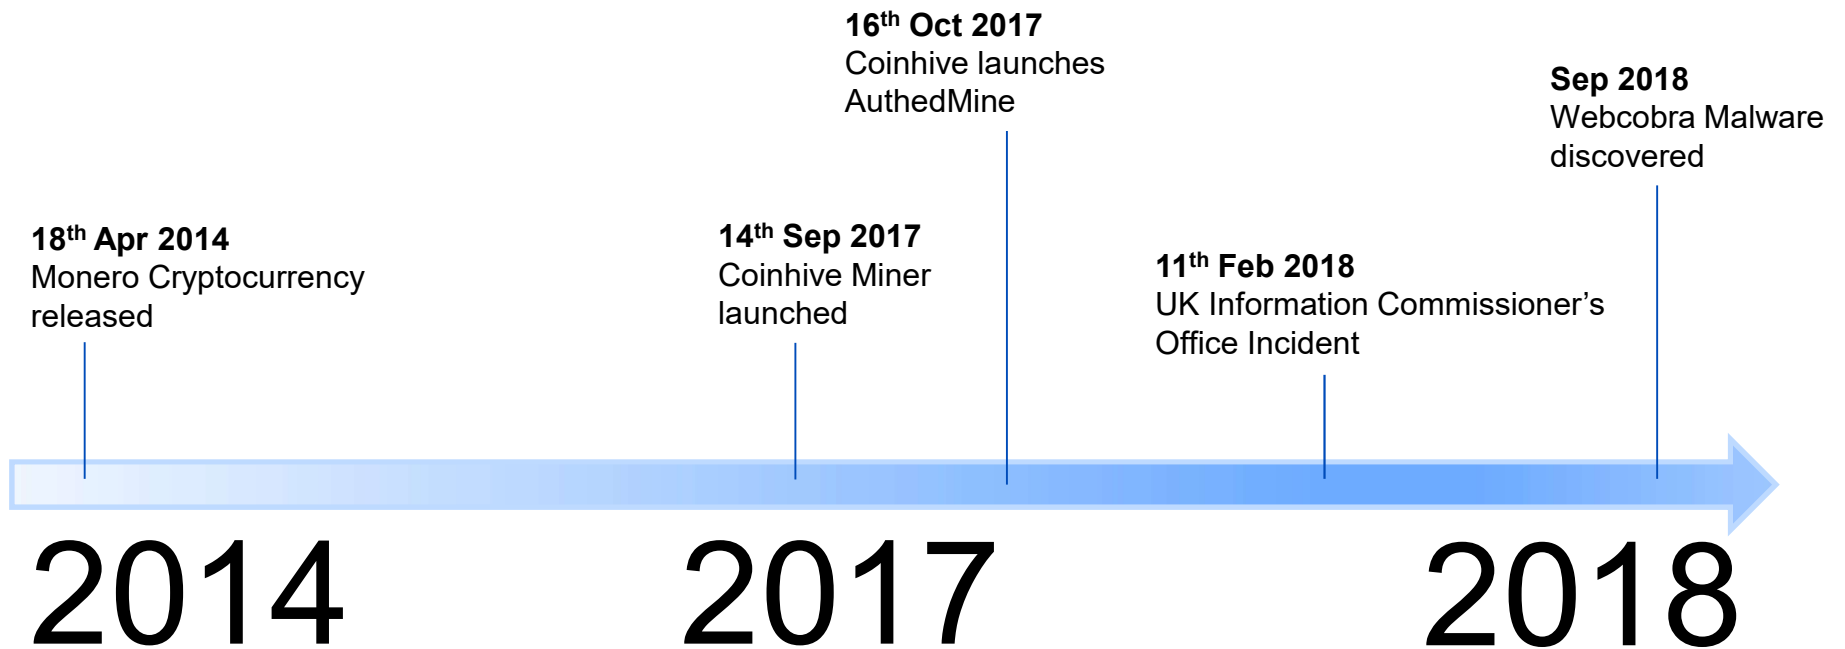 18th Apr 2014
Monero Cryptocurrency
released
14th Sep 2017
Coinhive Miner
launched
16th Oct 2017
Coinhive launches
AuthedMine
11th Feb 2018
UK Information Commissioner’s
Office Incident
Sep 2018
Webcobra Malware
discovered
2014
2017
2018